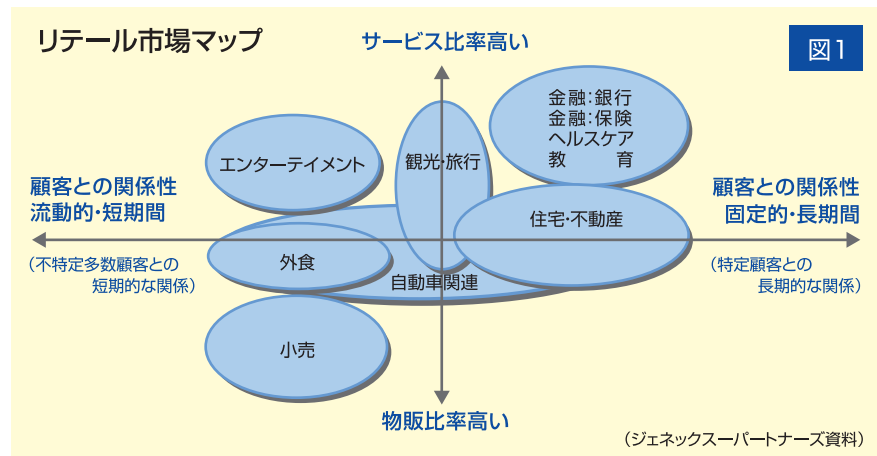 リテール市場マップ
図1
サービス比率高い
金融:銀行
金融:保険
ヘルスケア
教　育
エンターテイメント
観光・旅行
顧客との関係性
流動的・短期間
(不特定多数顧客との
短期的な関係)
顧客との関係性
固定的・長期間
(特定顧客との
長期的な関係)
住宅・不動産
外食
自動車関連
小売
物販比率高い
(ジェネックスーパートナーズ資料)